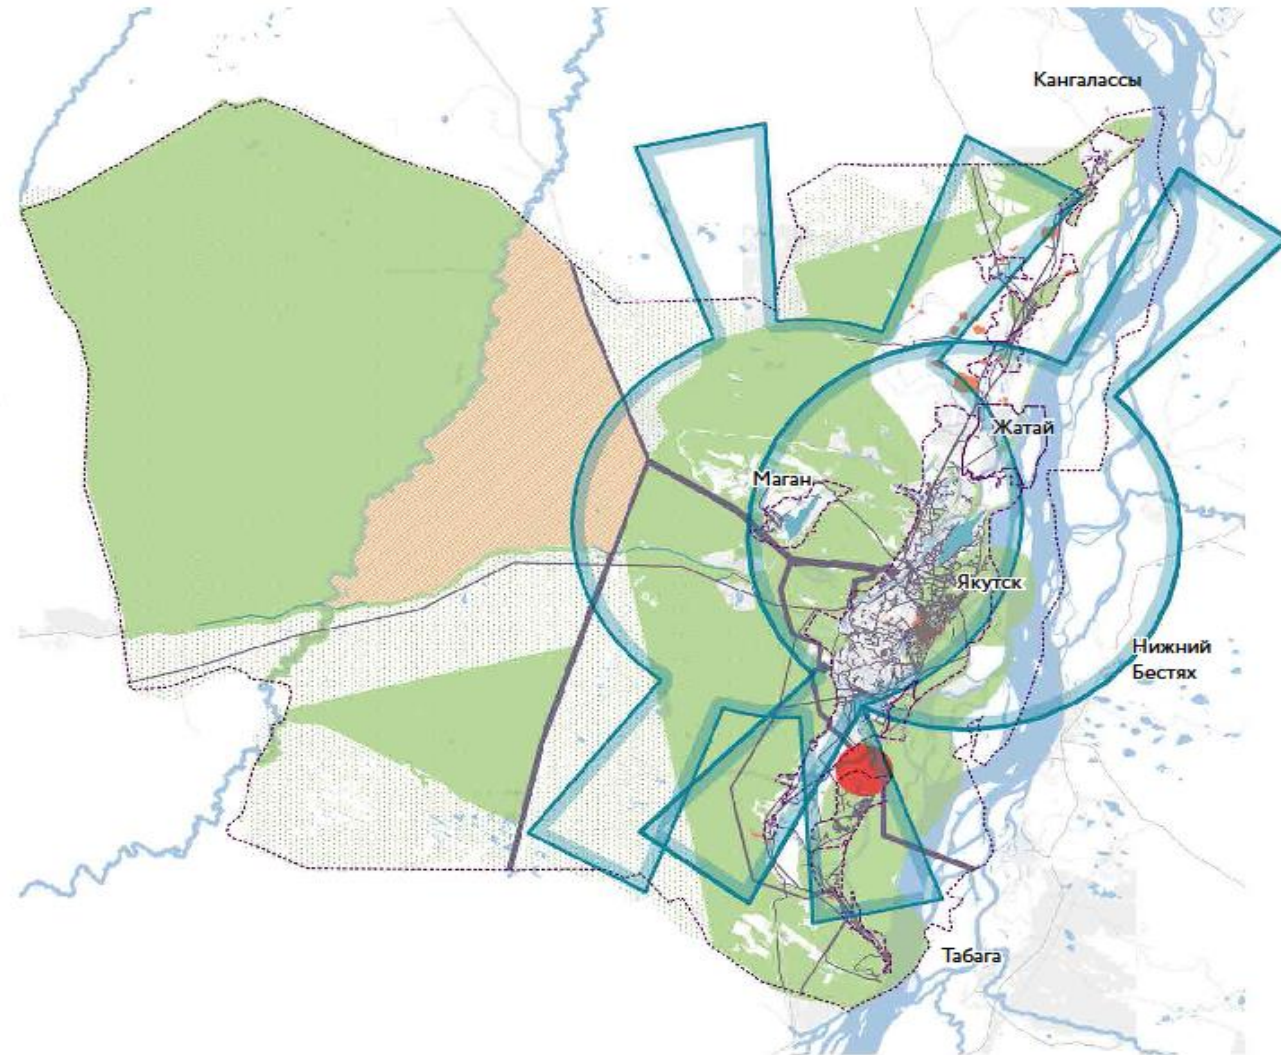 Кангалассы
Жатай
Маган
Якутск
Нижний
Бестях
Табага